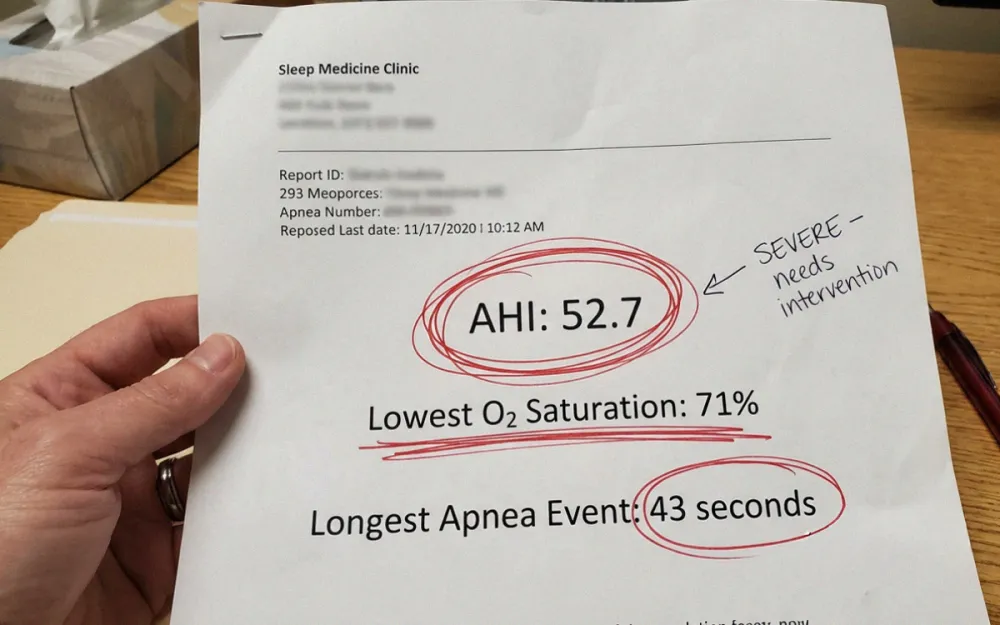 Sleep Medicine Clinic
Report ID:
293 Meoporces:
Apnea Number:
Reposed Last date: 11/17/2020 | 10:12 AM
AHI: 52.7
SEVERE –
needs
intervention
Lowest O₂ Saturation: 71%
Longest Apnea Event: 43 seconds